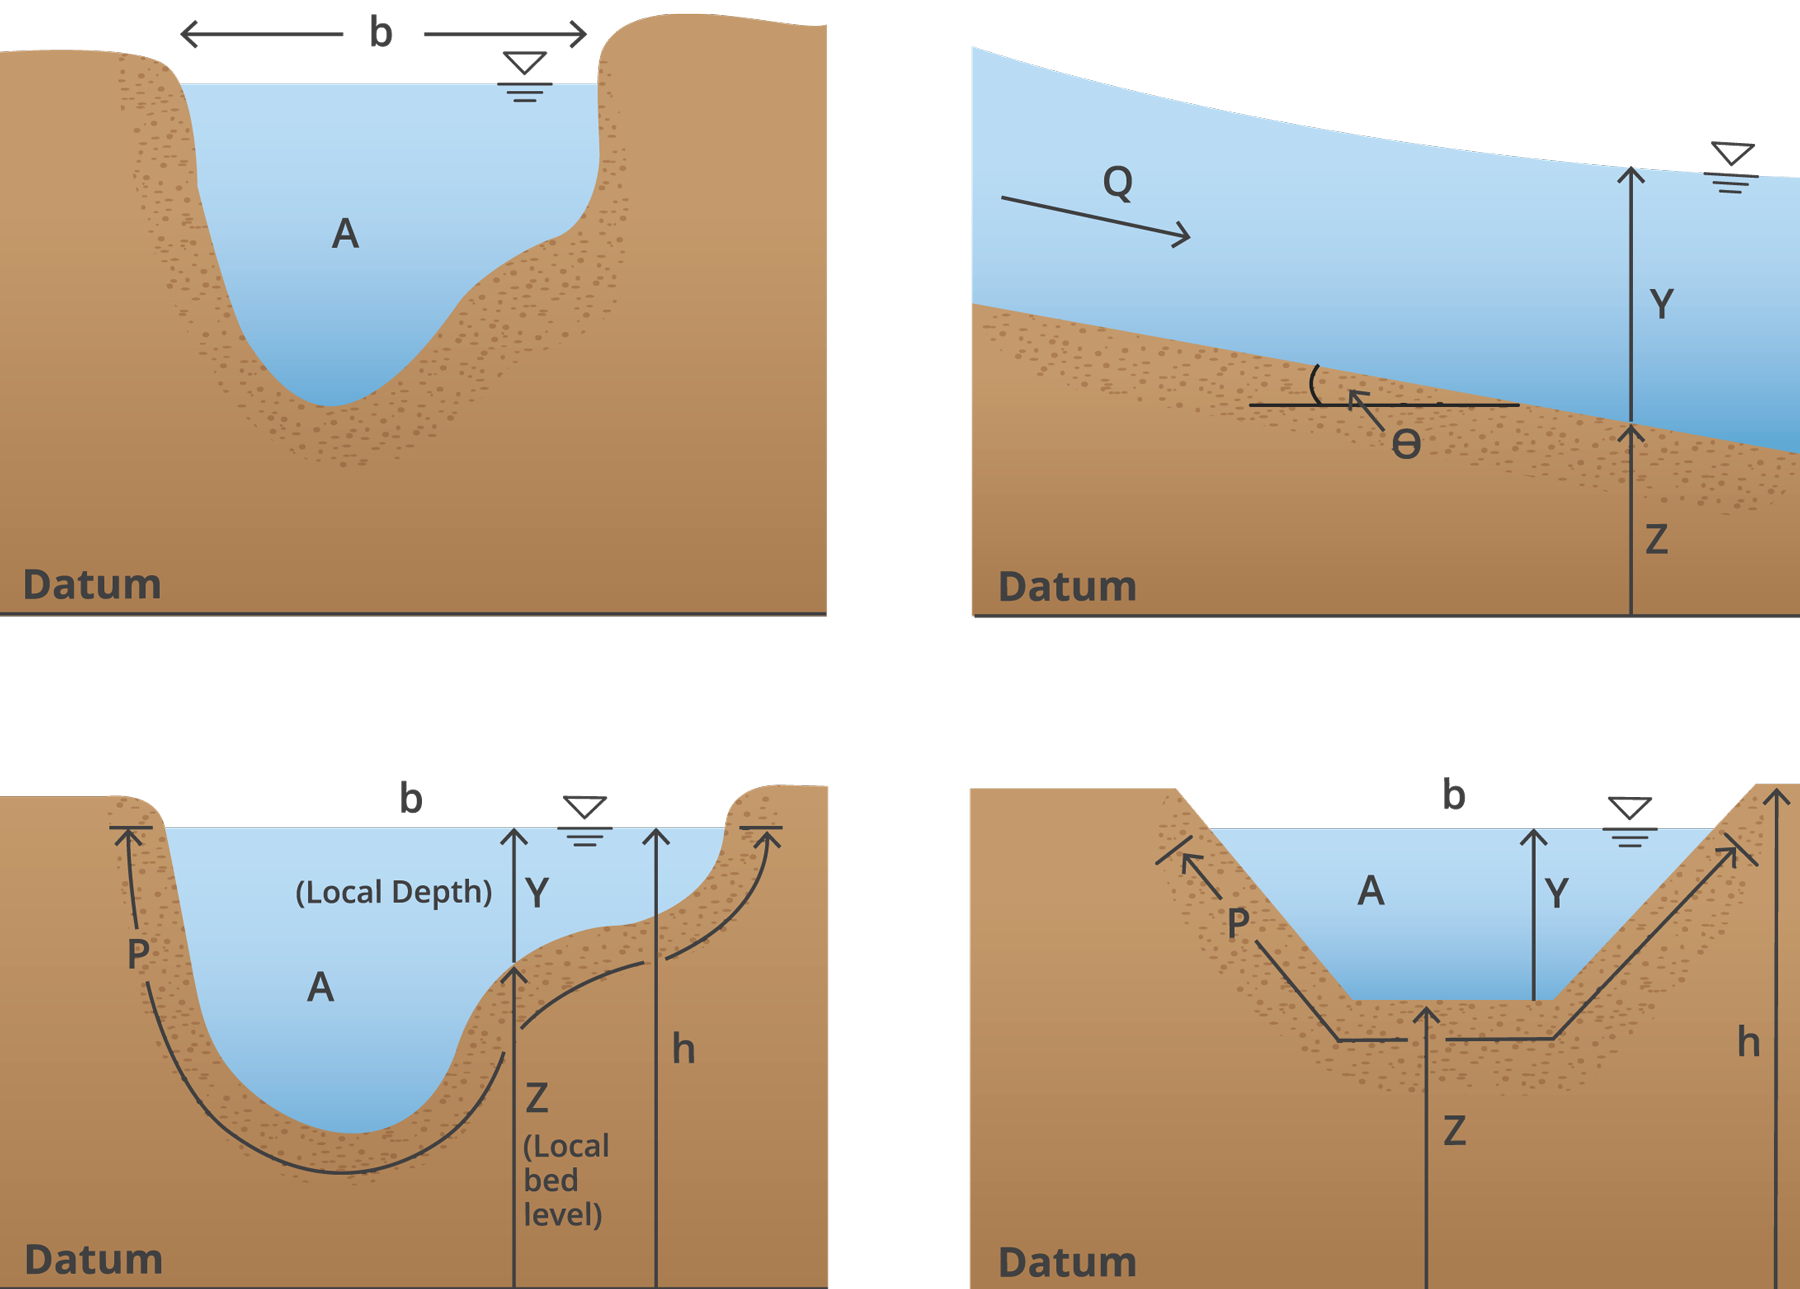 b
A
Datum
Q
Y
Ө
Z
Datum
b
(Local Depth) Y
P
A
h
Z
(Local
bed
level)
Datum
b
A
Y
P
h
Z
Datum